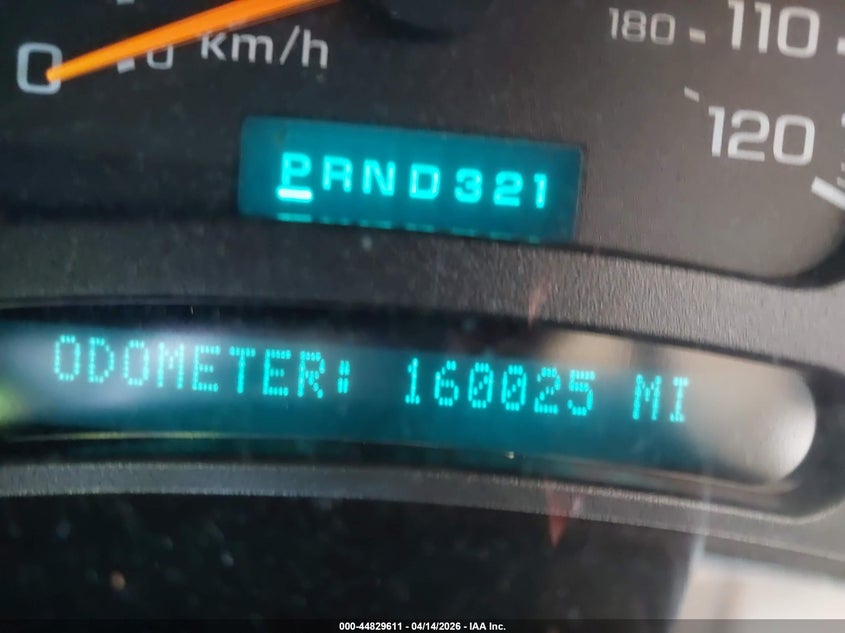 0 km/h
180 110
120
PRND321
ODOMETER: 160025 MI
000-44829611 - 04/14/2026 - IAA Inc.